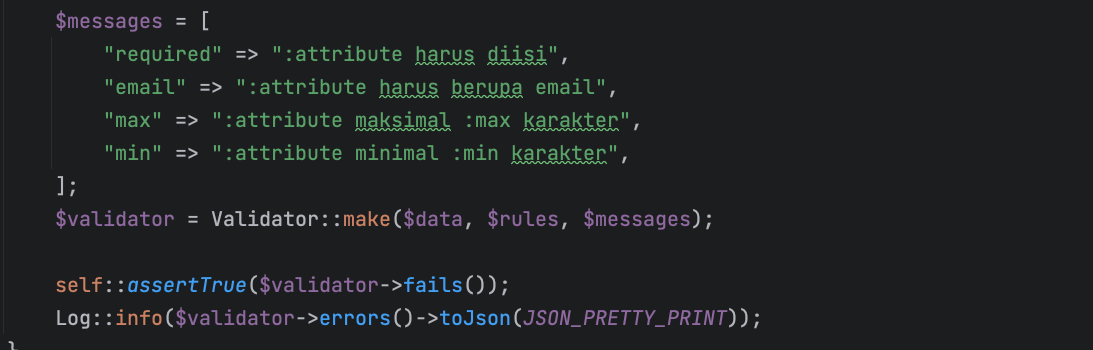 $messages = [
"required" => ":attribute harus diisi",
"email" => ":attribute harus berupa email",
"max" => ":attribute maksimal :max karakter",
"min" => ":attribute minimal :min karakter",
];
$validator = Validator::make($data, $rules, $messages);
self::assertTrue($validator->fails());
Log::info($validator->errors()->toJson(JSON_PRETTY_PRINT));
}